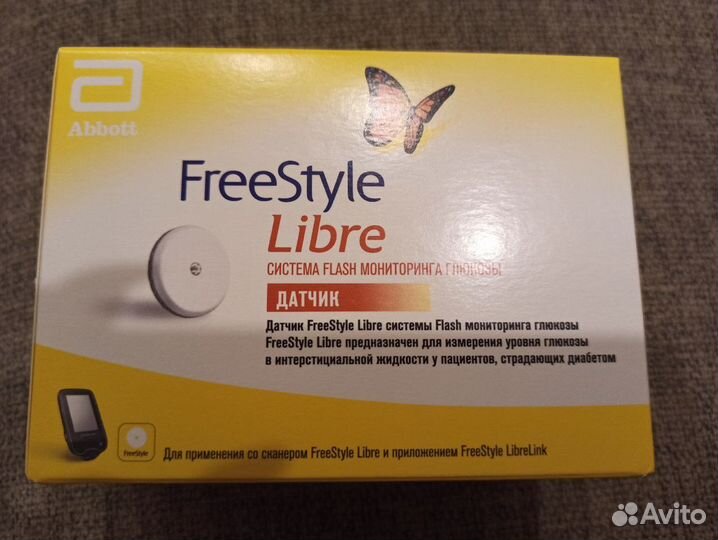 Abbott
FreeStyle
Libre
СИСТЕМА FLASH МОНИТОРИНГА ГЛЮКОЗЫ
ДАТЧИК
Датчик FreeStyle Libre системы Flash мониторинга глюкозы
FreeStyle Libre предназначен для измерения уровня глюкозы
в интерстициальной жидкости у пациентов, страдающих диабетом
FreeStyle
Для применения со сканером FreeStyle Libre и приложением FreeStyle LibreLink
Avito